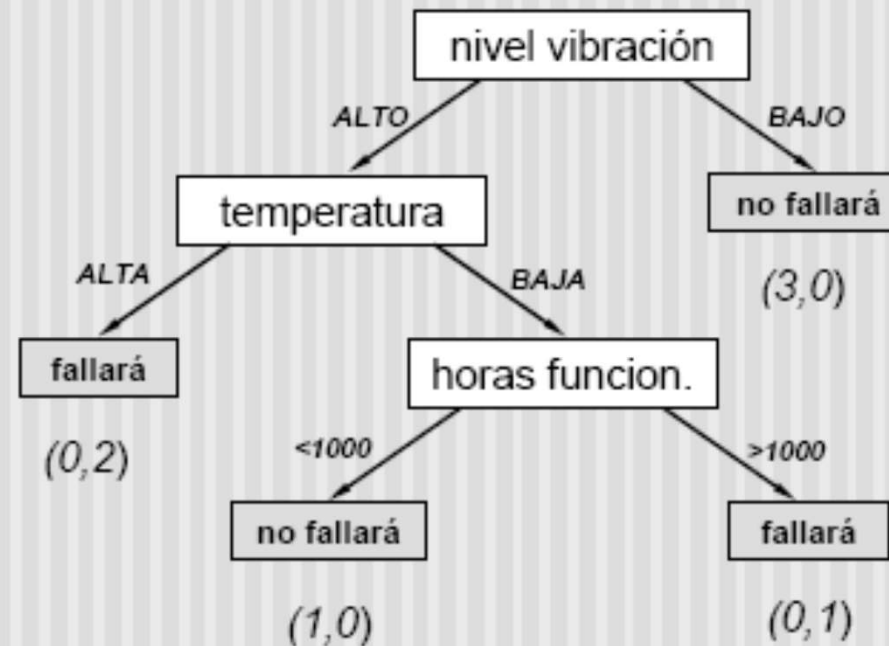 nivel vibración
ALTO
BAJO
temperatura
no fallará
(3,0)
ALTA
BAJA
fallará
horas funcion.
(0,2)
<1000
>1000
no fallará
fallará
(1,0)
(0,1)